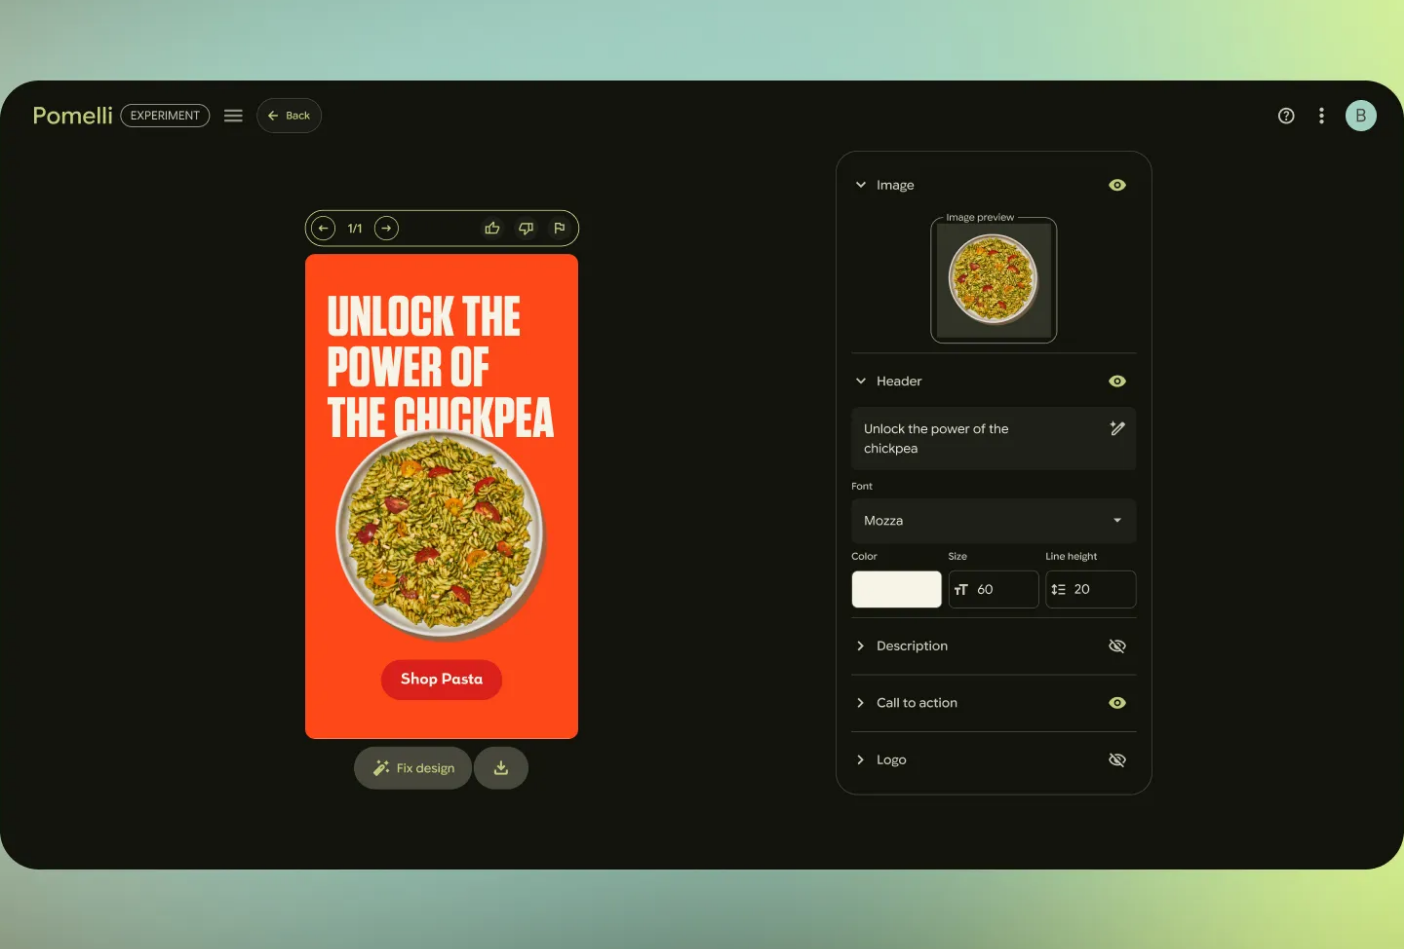 Pomelli
EXPERIMENT
Back
B
1/1
UNLOCK THE
POWER OF
THE CHICKPEA
Shop Pasta
Fix design
Image
Image preview
Header
Unlock the power of the
chickpea
Font
Mozza
Color Size Line height
60 20
Description
Call to action
Logo